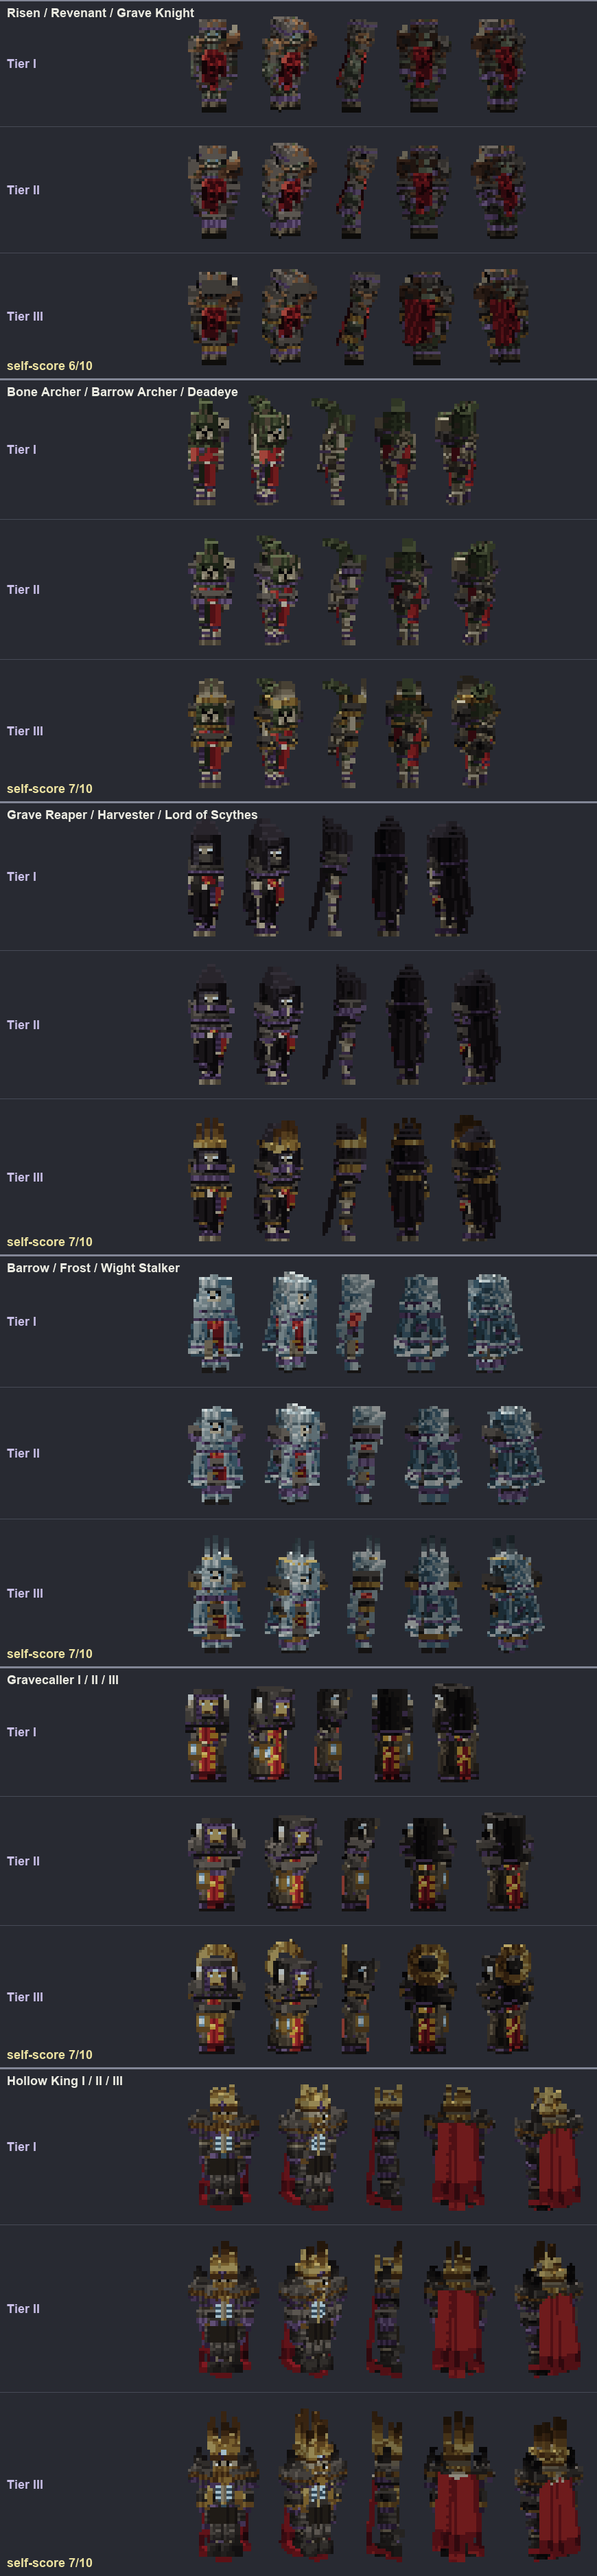 Risen / Revenant / Grave Knight
Tier I
Tier II
Tier III
self-score 6/10
Bone Archer / Barrow Archer / Deadeye
Tier I
Tier II
Tier III
self-score 7/10
Grave Reaper / Harvester / Lord of Scythes
Tier I
Tier II
Tier III
self-score 7/10
Barrow / Frost / Wight Stalker
Tier I
Tier II
Tier III
self-score 7/10
Gravecaller I / II / III
Tier I
Tier II
Tier III
self-score 7/10
Hollow King I / II / III
Tier I
Tier II
Tier III
self-score 7/10